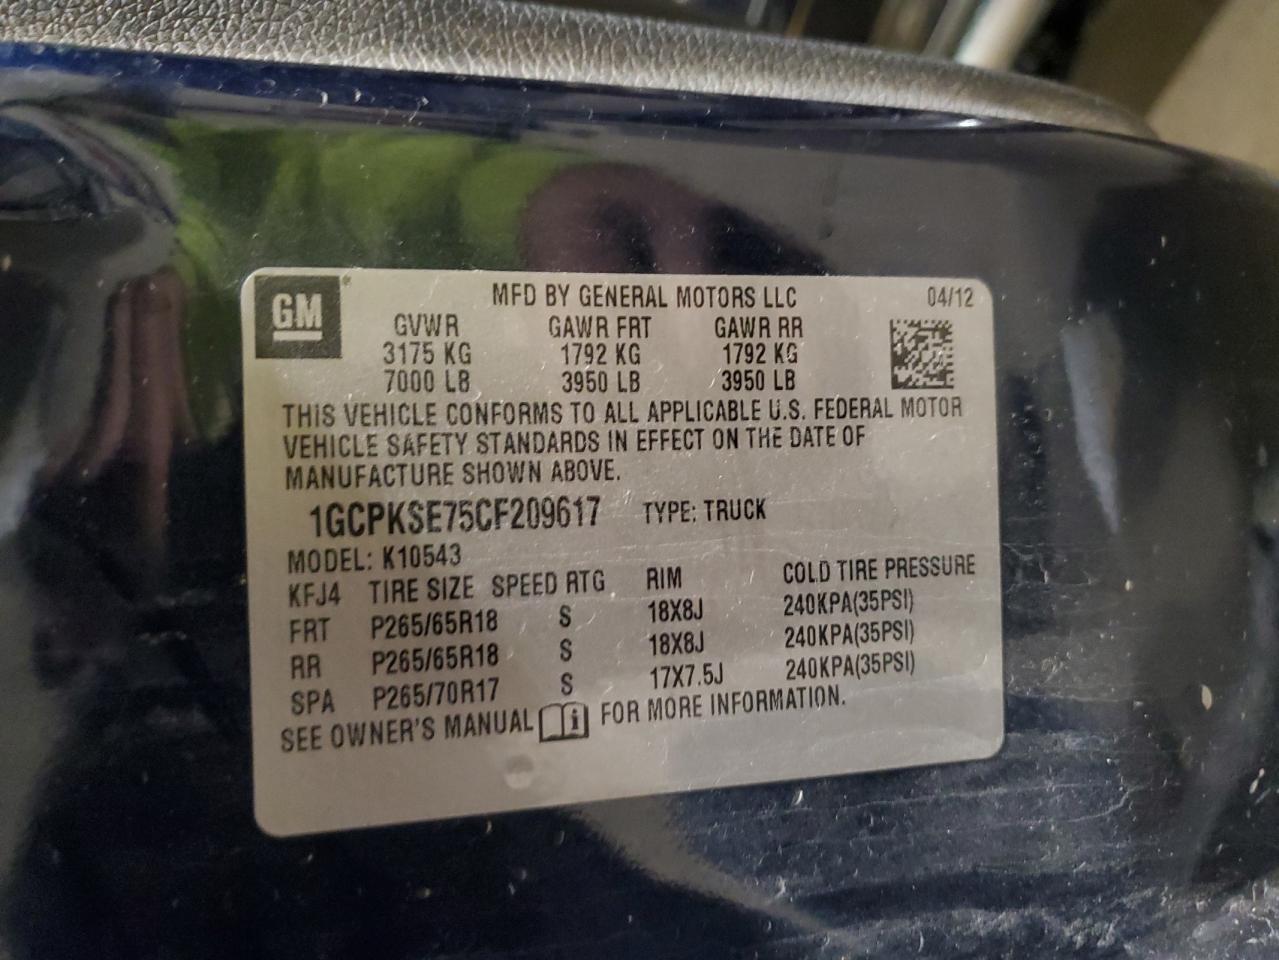 GM
MFD BY GENERAL MOTORS LLC 04/12
GVWR GAWR FRT GAWR RR
3175 KG 1792 KG 1792 KG
7000 LB 3950 LB 3950 LB
THIS VEHICLE CONFORMS TO ALL APPLICABLE U.S. FEDERAL MOTOR
VEHICLE SAFETY STANDARDS IN EFFECT ON THE DATE OF
MANUFACTURE SHOWN ABOVE.
1GCPKSE75CF209617 TYPE: TRUCK
MODEL: K10543
KFJ4 TIRE SIZE SPEED RTG RIM COLD TIRE PRESSURE
FRT P265/65R18 S 18X8J 240KPA(35PSI)
RR P265/65R18 S 18X8J 240KPA(35PSI)
SPA P265/70R17 S 17X7.5J 240KPA(35PSI)
SEE OWNER'S MANUAL FOR MORE INFORMATION.